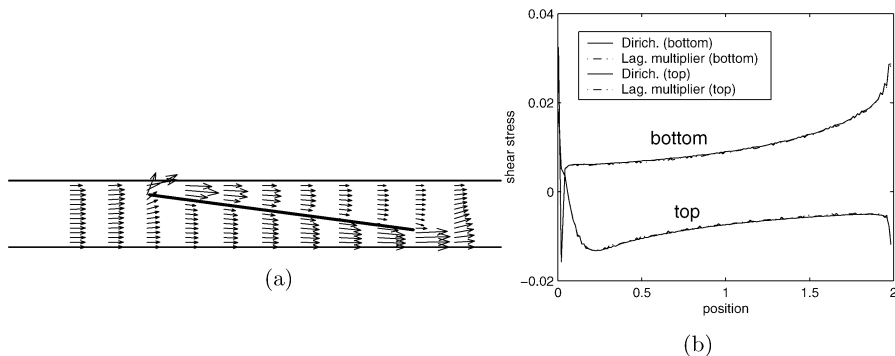 (a)
0.04
0.02
0
−0.02
shear stress
Dirich. (bottom)
Lag. multiplier (bottom)
Dirich. (top)
Lag. multiplier (top)
bottom
top
0 0.5 1 1.5 2
position
(b)